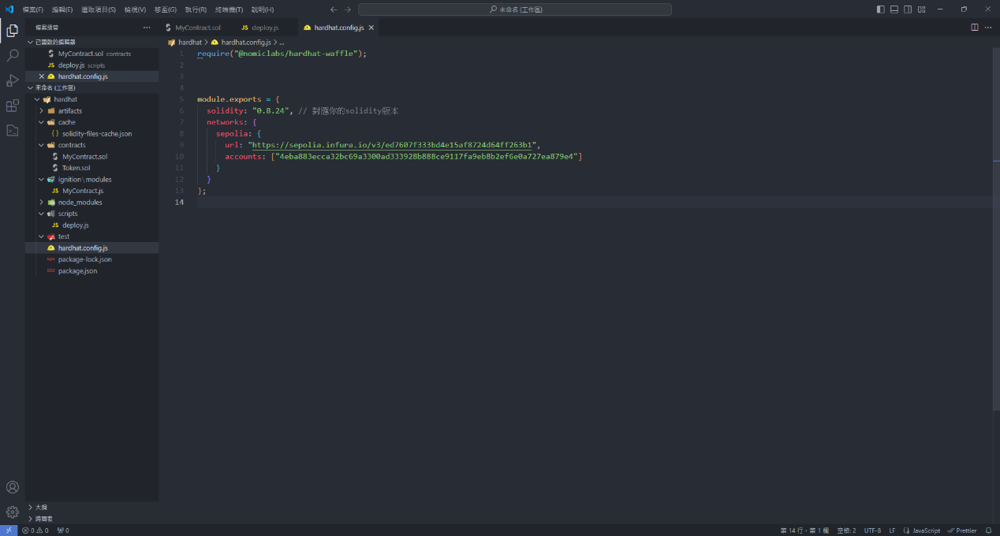 檔案(F) 編輯(E) 選取項目(S) 檢視(V) 移至(G) 執行(R) 終端機(T) 說明(H)
未命名 (工作區)
檔案總管
MyContract.sol
deploy.js
hardhat.config.js
已開啟的編輯器
MyContract.sol contracts
deploy.js scripts
hardhat.config.js
未命名 (工作區)
hardhat
artifacts
cache
solidity-files-cache.json
contracts
MyContract.sol
Token.sol
ignition\modules
MyContract.js
node_modules
scripts
deploy.js
test
hardhat.config.js
package-lock.json
package.json
大綱
時間表
hardhat > hardhat.config.js > ...
1 require("@nomiclabs/hardhat-waffle");
2
3
4
5 module.exports = {
6 solidity: "0.8.24", // 對應你的solidity版本
7 networks: {
8 sepolia: {
9 url: "https://sepolia.infura.io/v3/ed7607f333bd4e15af8724d64ff263b1",
10 accounts: ["4eba883ecca32bc69a3300ad333928b888ce9117fa9eb8b2ef6e0a727ea879e4"]
11 }
12 }
13 };
14
0 0 0
第 14 行，第 1 欄 空格: 2 UTF-8 LF JavaScript Prettier